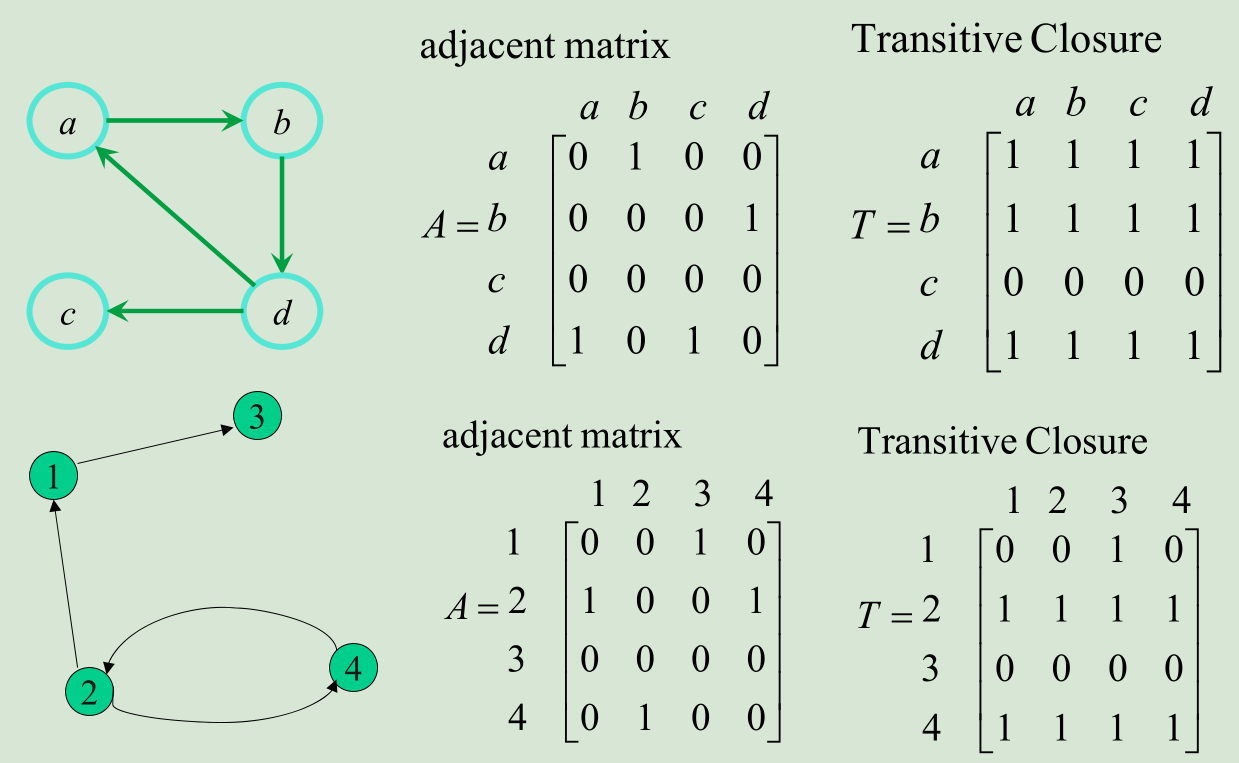 adjacent matrix
Transitive Closure
a b
c d
a b c d
a 0 1 0 0
A = b 0 0 0 1
c 0 0 0 0
d 1 0 1 0
a b c d
a 1 1 1 1
T = b 1 1 1 1
c 0 0 0 0
d 1 1 1 1
3
1
2
4
adjacent matrix
Transitive Closure
1 2 3 4
1 0 0 1 0
A = 2 1 0 0 1
3 0 0 0 0
4 0 1 0 0
1 2 3 4
1 0 0 1 0
T = 2 1 1 1 1
3 0 0 0 0
4 1 1 1 1